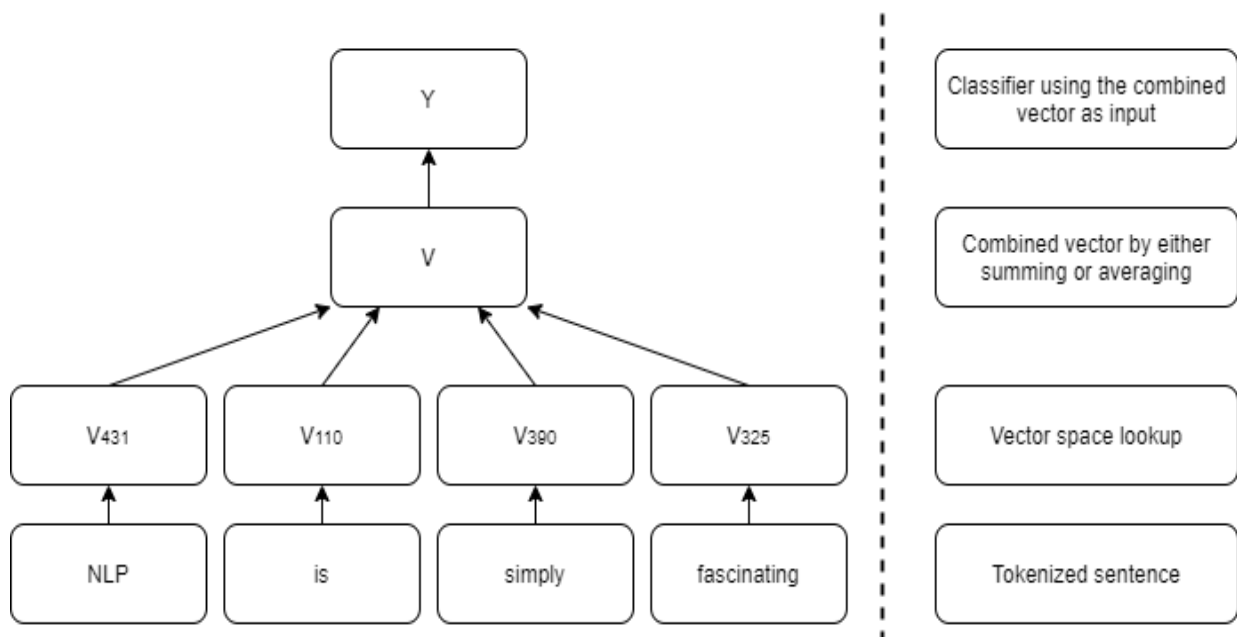 Y
Classifier using the combined
vector as input
V
Combined vector by either
summing or averaging
V431
V110
V390
V325
Vector space lookup
NLP
is
simply
fascinating
Tokenized sentence